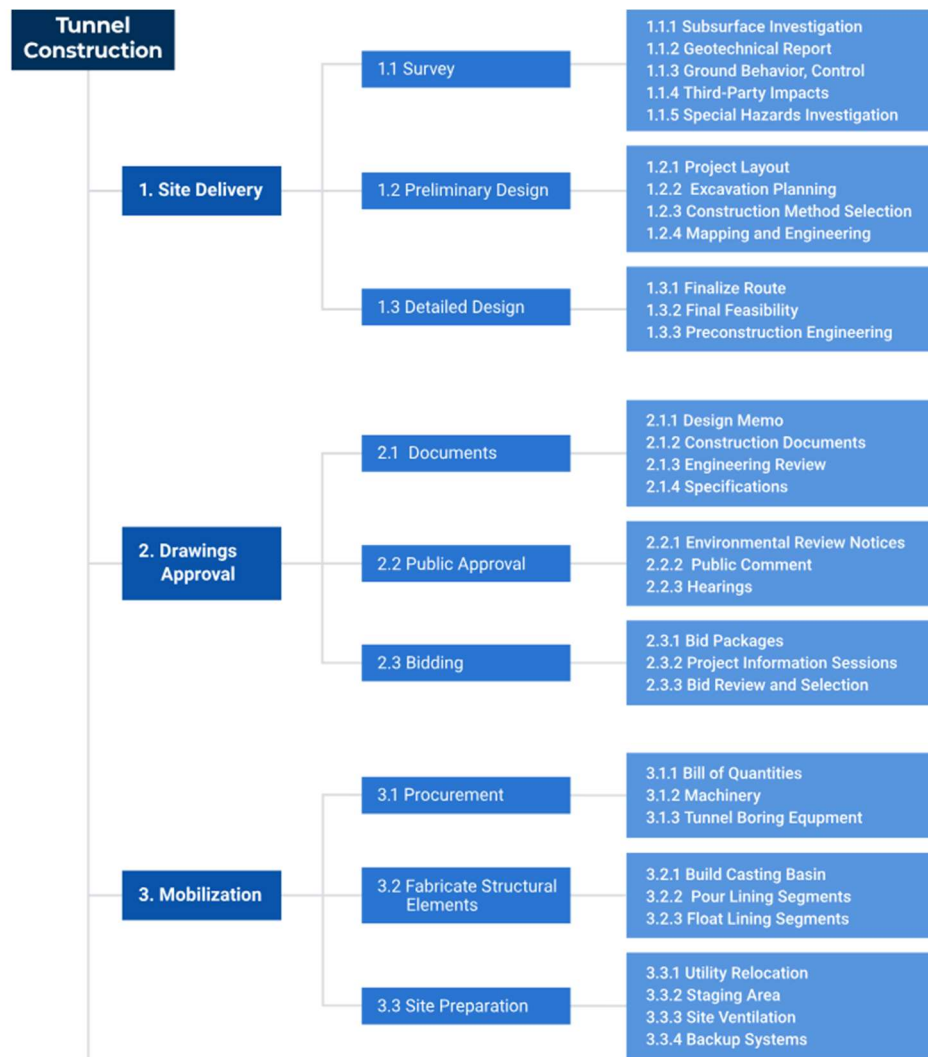 Tunnel
Construction
1. Site Delivery
1.1 Survey
1.1.1 Subsurface Investigation
1.1.2 Geotechnical Report
1.1.3 Ground Behavior, Control
1.1.4 Third-Party Impacts
1.1.5 Special Hazards Investigation
1.2 Preliminary Design
1.2.1 Project Layout
1.2.2 Excavation Planning
1.2.3 Construction Method Selection
1.2.4 Mapping and Engineering
1.3 Detailed Design
1.3.1 Finalize Route
1.3.2 Final Feasibility
1.3.3 Preconstruction Engineering
2. Drawings
Approval
2.1 Documents
2.1.1 Design Memo
2.1.2 Construction Documents
2.1.3 Engineering Review
2.1.4 Specifications
2.2 Public Approval
2.2.1 Environmental Review Notices
2.2.2 Public Comment
2.2.3 Hearings
2.3 Bidding
2.3.1 Bid Packages
2.3.2 Project Information Sessions
2.3.3 Bid Review and Selection
3. Mobilization
3.1 Procurement
3.1.1 Bill of Quantities
3.1.2 Machinery
3.1.3 Tunnel Boring Equpment
3.2 Fabricate Structural
Elements
3.2.1 Build Casting Basin
3.2.2 Pour Lining Segments
3.2.3 Float Lining Segments
3.3 Site Preparation
3.3.1 Utility Relocation
3.3.2 Staging Area
3.3.3 Site Ventilation
3.3.4 Backup Systems